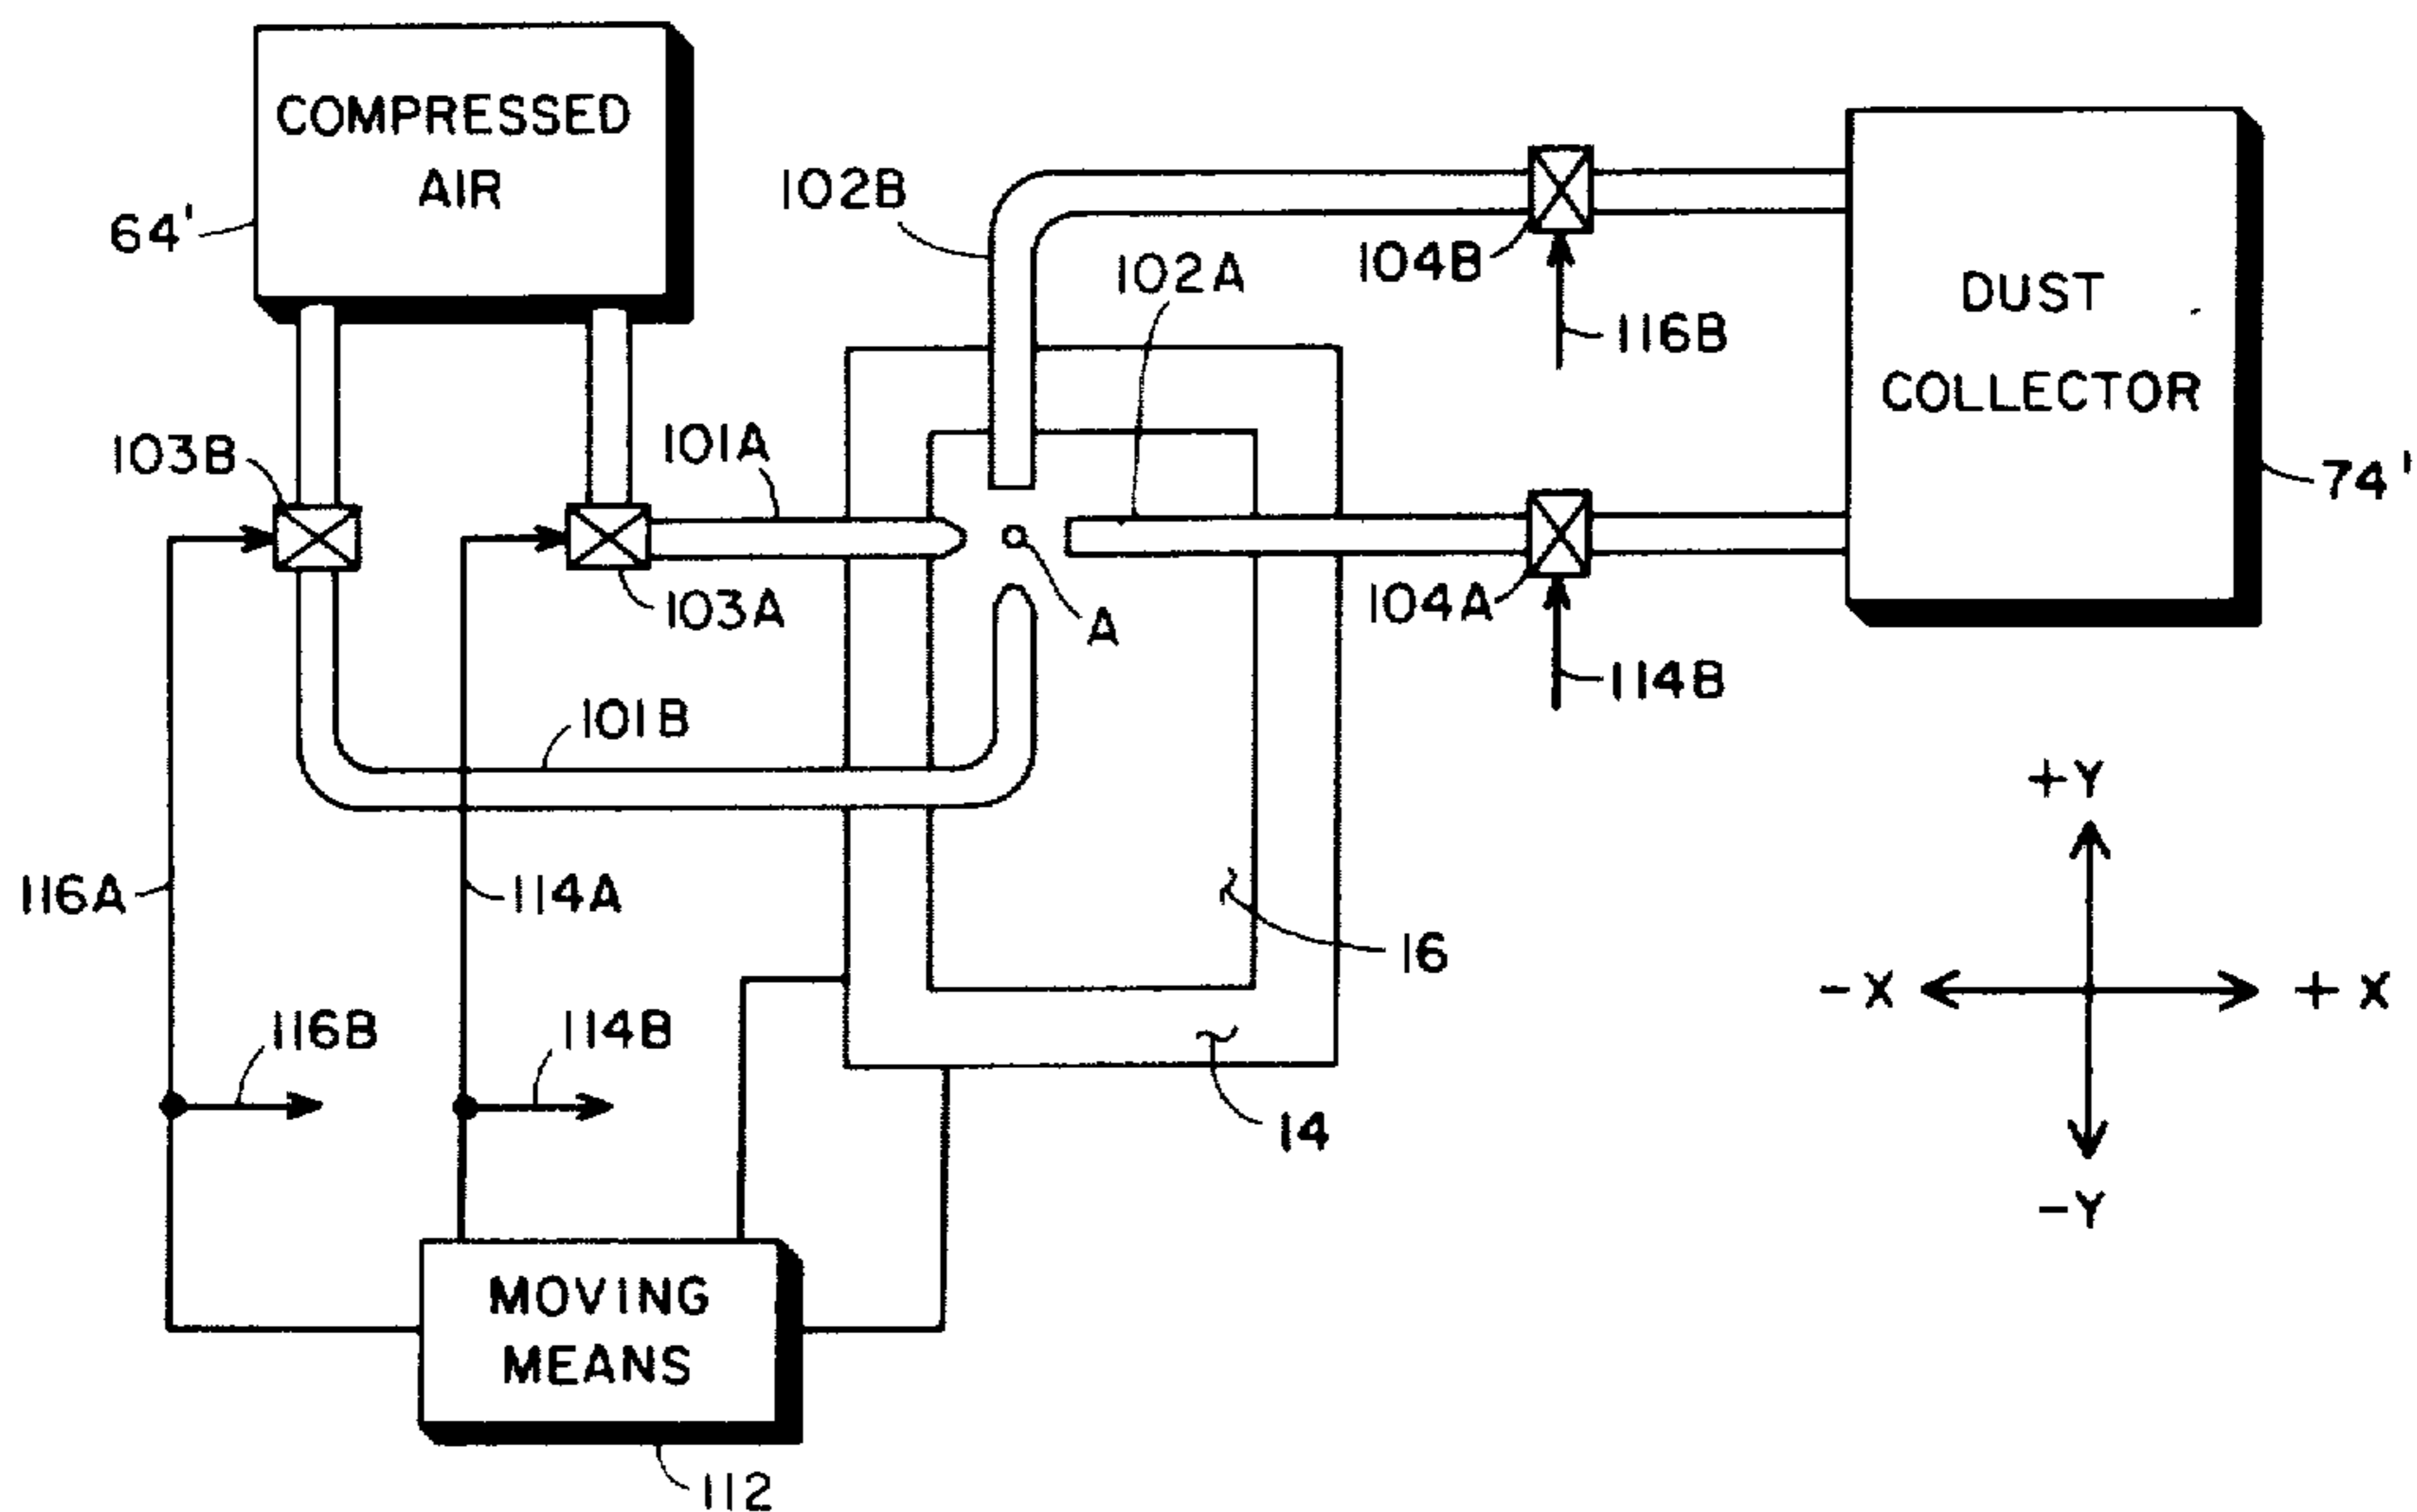 COMPRESSED
AIR
64'
102B
102A
104B
116B
DUST
COLLECTOR
74'
103B
101A
103A
A
104A
114B
101B
116A
114A
16
+Y
-X
+X
-Y
116B
114B
14
MOVING
MEANS
112